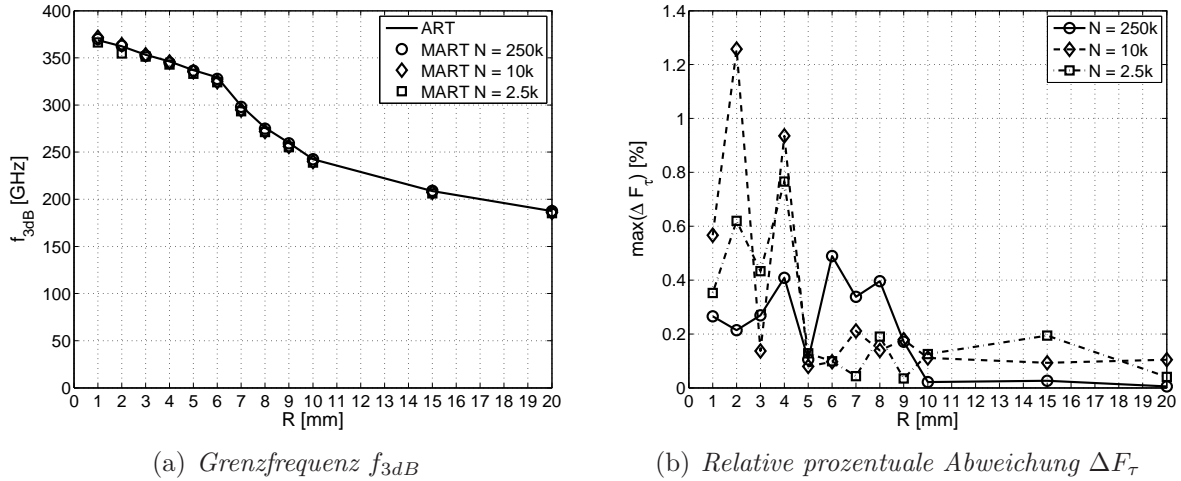 ART
MART N = 250k
MART N = 10k
MART N = 2.5k
400
350
300
250
200
150
100
50
0
f3dB [GHz]
0 1 2 3 4 5 6 7 8 9 10 11 12 13 14 15 16 17 18 19 20
R [mm]
(a) Grenzfrequenz f3dB
N = 250k
N = 10k
N = 2.5k
1.4
1.2
1
0.8
0.6
0.4
0.2
0
max(Δ Fτ) [%]
0 1 2 3 4 5 6 7 8 9 10 11 12 13 14 15 16 17 18 19 20
R [mm]
(b) Relative prozentuale Abweichung ΔFτ